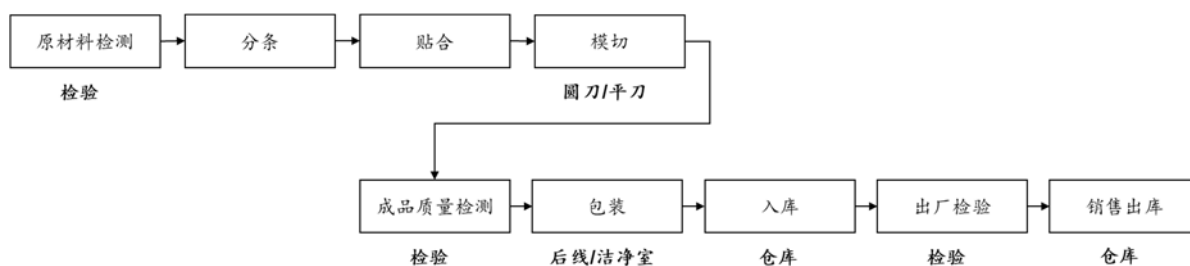 原材料检测
分条
贴合
模切
检验
圆刀/平刀
成品质量检测
包装
入库
出厂检验
销售出库
检验
后线/洁净室
仓库
检验
仓库